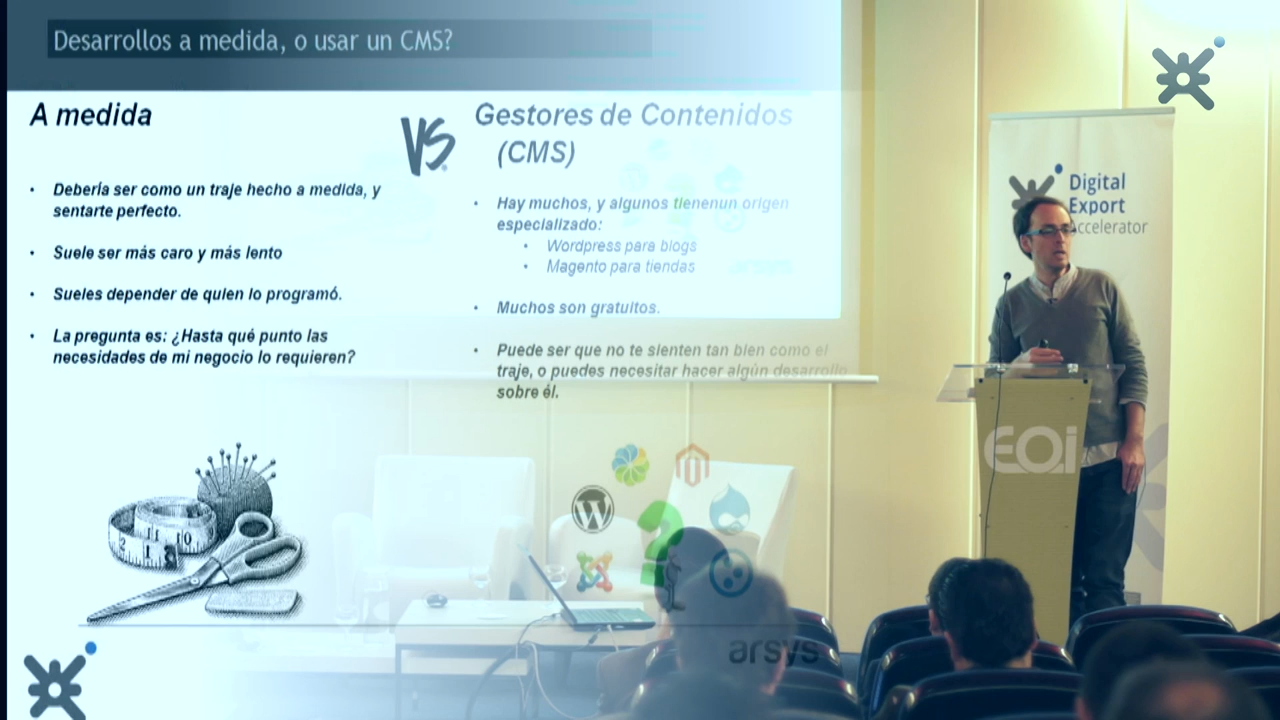 Desarrollos a medida, o usar un CMS?
A medida
VS.
Gestores de Contenidos
(CMS)
• Debería ser como un traje hecho a medida, y
sentarte perfecto.
• Suele ser más caro y más lento
• Sueles depender de quien lo programó.
• La pregunta es: ¿Hasta qué punto las
necesidades de mi negocio lo requieren?
• Hay muchos, y algunos tienenun origen
especializado:
• Wordpress para blogs
• Magento para tiendas
• Muchos son gratuitos.
• Puede ser que no te sienten tan bien como el
traje, o puedes necesitar hacer algún desarrollo
sobre él.
Digital
Export
Accelerator
EOi
arsys